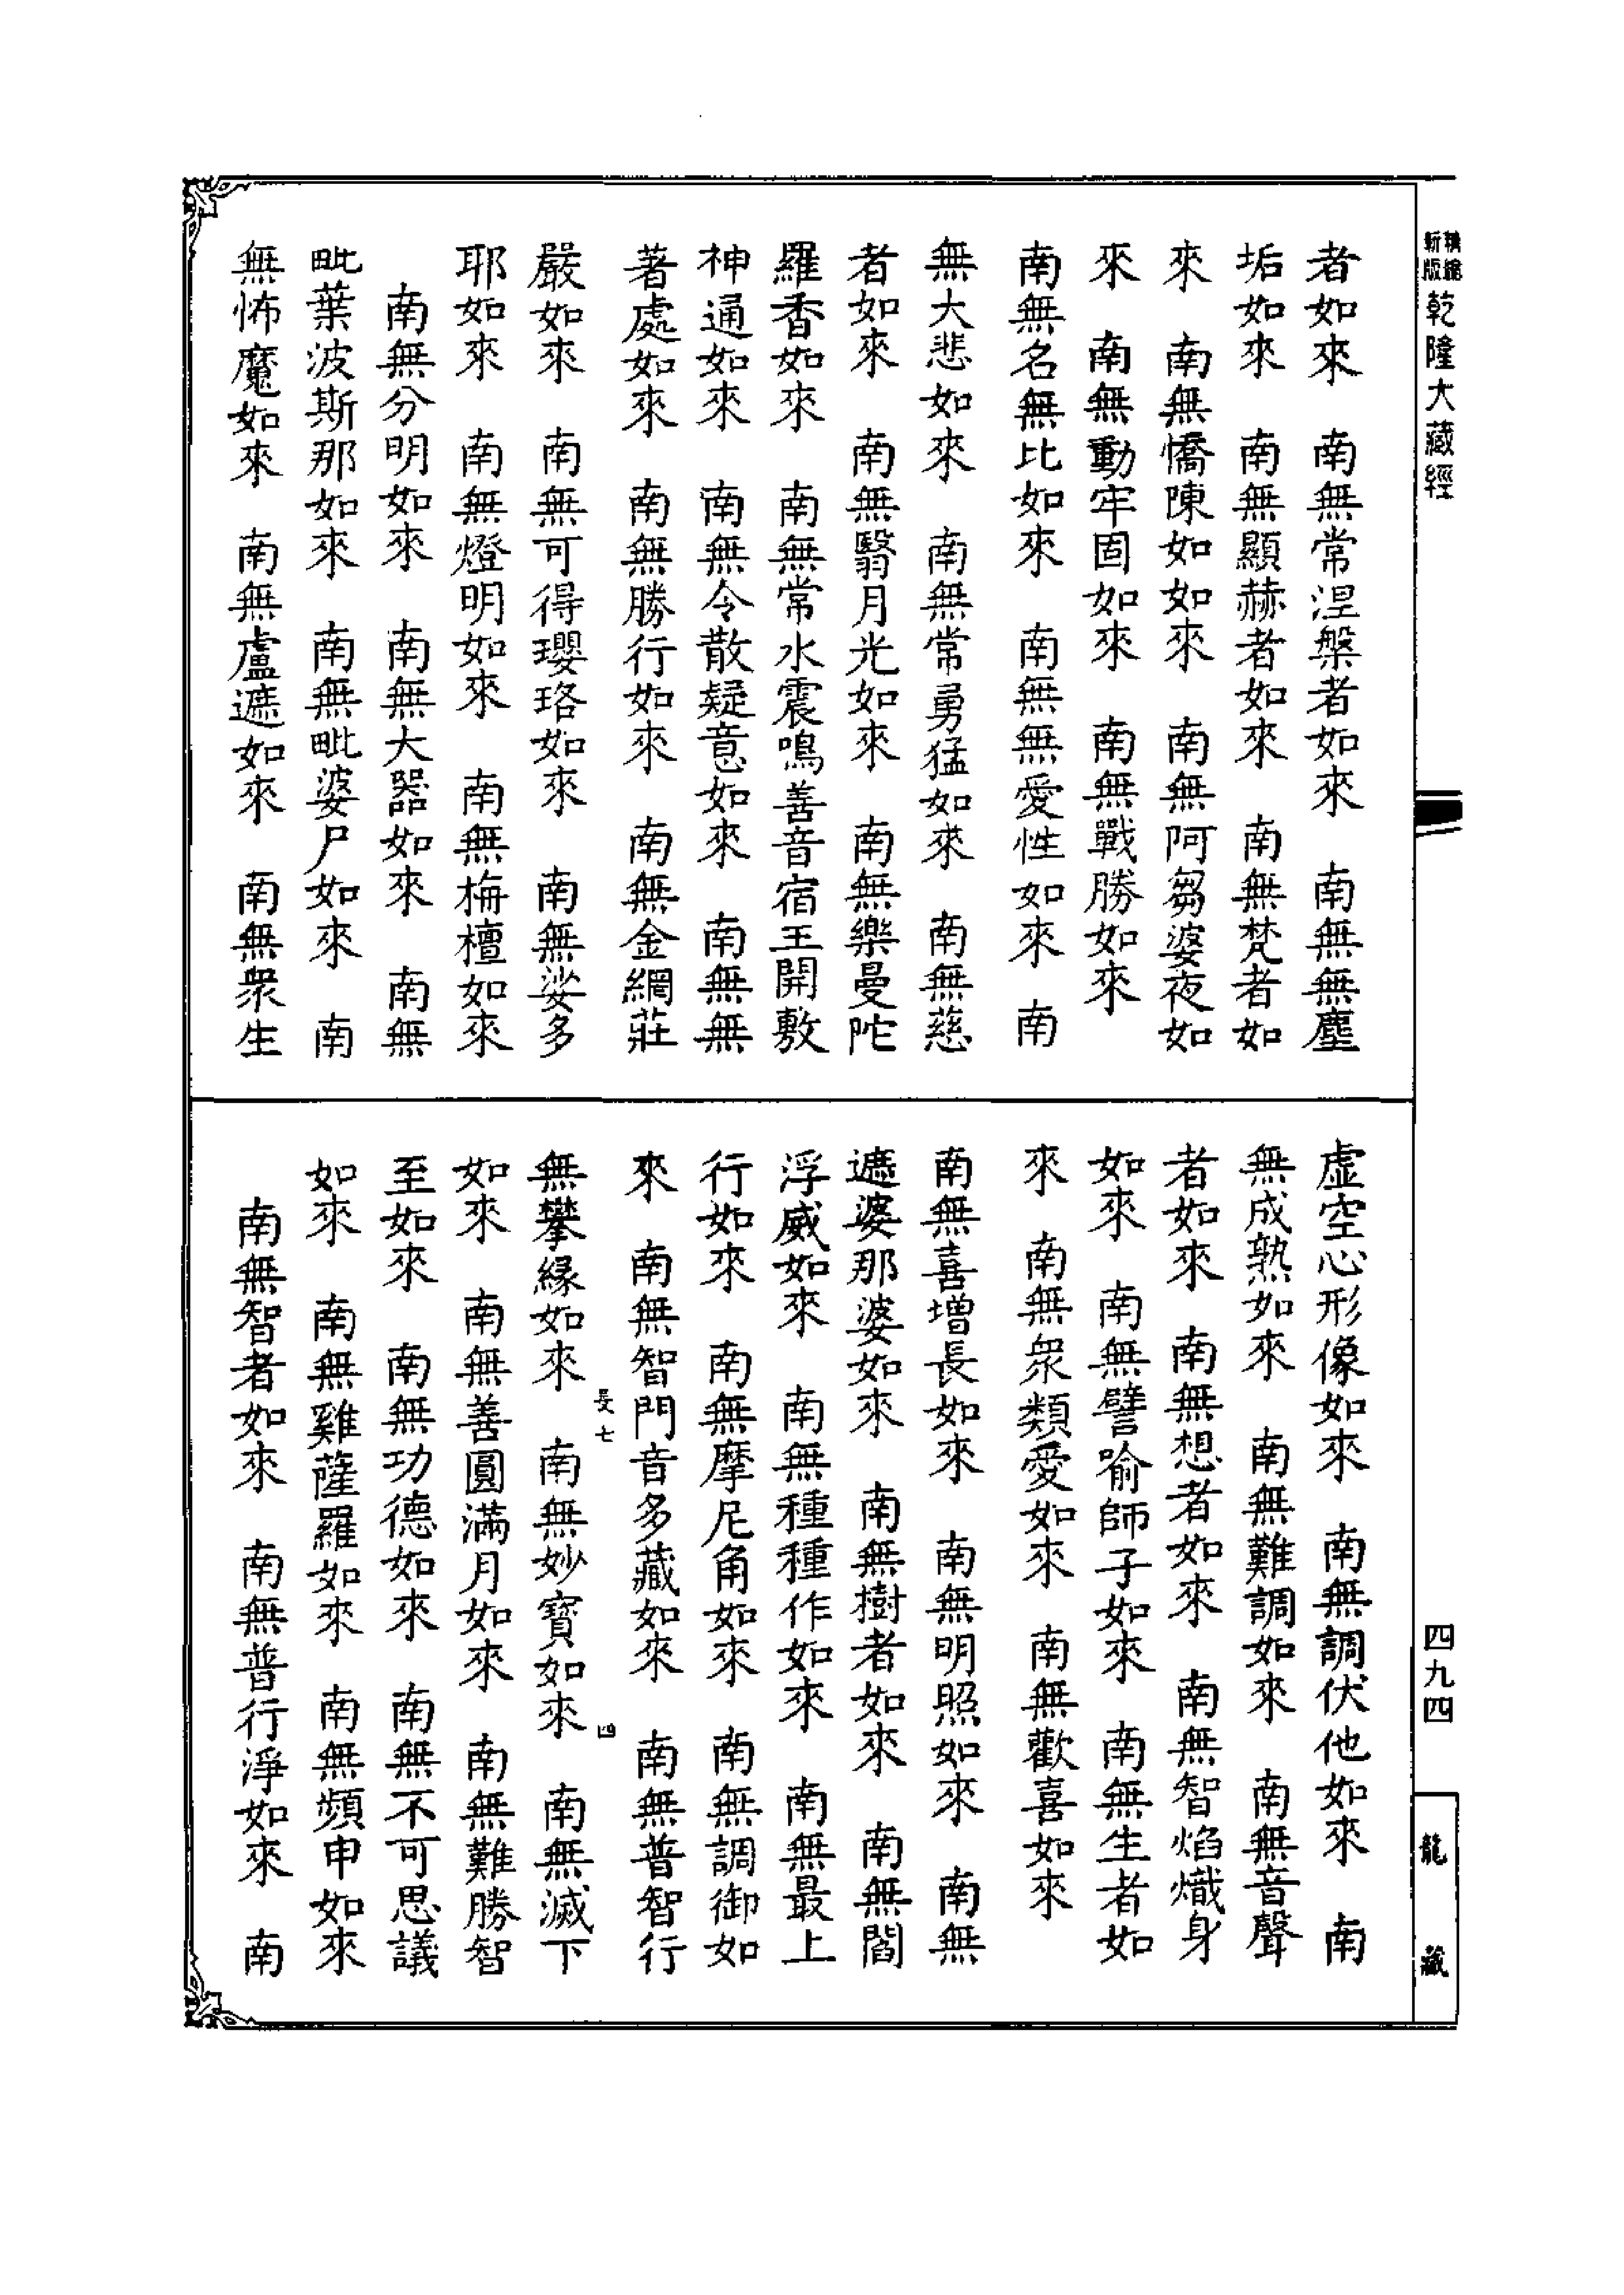 新版精縮乾隆大藏經
者如來　南無常涅槃者如來　南無無塵
垢如來　南無顯赫者如來　南無梵者如
來　南無憍陳如如來　南無阿芻婆夜如
來　南無動牢固如來　南無戰勝如來
南無名無比如來　南無無愛性如來　南
無大悲如來　南無常勇猛如來　南無慈
者如來　南無翳月光如來　南無樂曼陀
羅香如來　南無常水震鳴善音宿王開敷
神通如來　南無令散疑意如來　南無無
著處如來　南無勝行如來　南無金網莊
嚴如來　南無可得瓔珞如來　南無娑多
耶如來　南無燈明如來　南無栴檀如來
南無分明如來　南無大器如來　南無
毗葉波斯那如來　南無毗婆尸如來　南
無怖魔如來　南無盧遮如來　南無眾生
虛空心形像如來　南無調伏他如來　南
無成熟如來　南無難調如來　南無音聲
者如來　南無想者如來　南無智焰熾身
如來　南無譬喻師子如來　南無生者如
來　南無眾類愛如來　南無歡喜如來
南無喜增長如來　南無明照如來　南無
遮婆那婆如來　南無樹者如來　南無閻
浮威如來　南無種種作如來　南無最上
行如來　南無摩尼角如來　南無調御如
來　南無智門音多藏如來　南無普智行
長七　四
無攀緣如來　南無妙寶如來　南無滅下
如來　南無善圓滿月如來　南無難勝智
至如來　南無功德如來　南無不可思議
如來　南無雞薩羅如來　南無頻申如來
南無智者如來　南無普行淨如來　南
四九四
龍藏